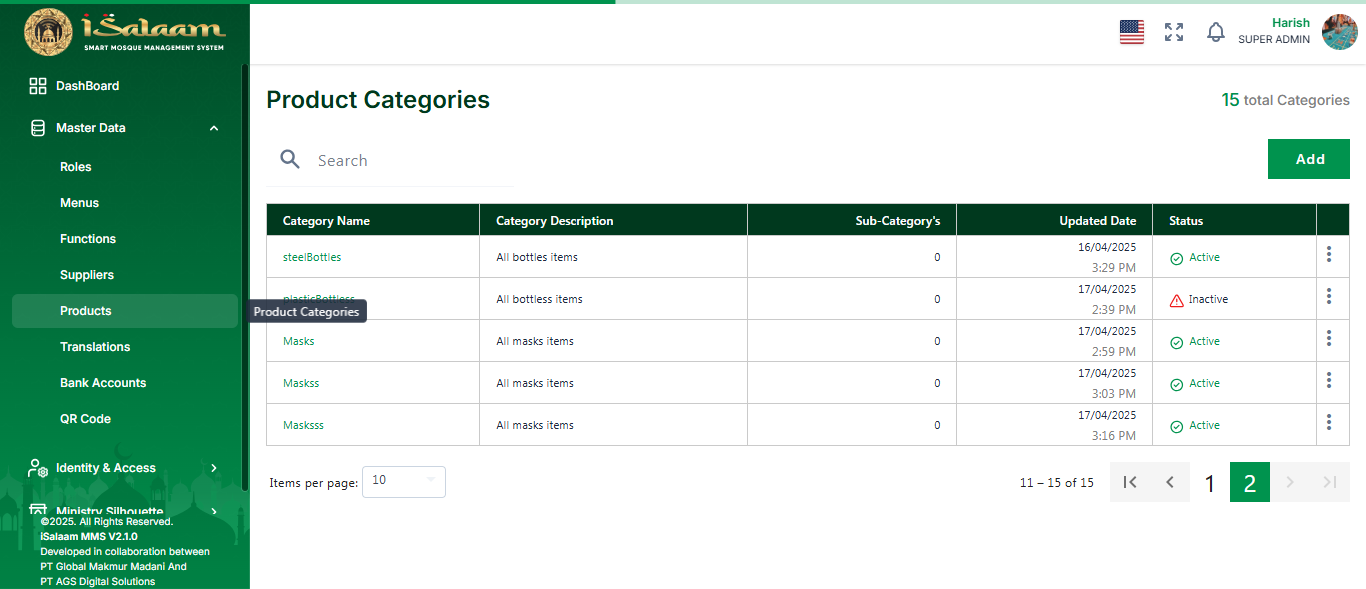 iSalaam
SMART MOSQUE MANAGEMENT SYSTEM
Harish
SUPER ADMIN
DashBoard
Master Data
Roles
Menus
Functions
Suppliers
Products
Translations
Bank Accounts
QR Code
Identity & Access
Ministry Silhouette
©2025. All Rights Reserved.
iSalaam MMS V2.1.0
Developed in collaboration between
PT Global Makmur Madani And
PT AGS Digital Solutions
Product Categories
15 total Categories
Search
Add
Category Name Category Description Sub-Category's Updated Date Status
steelBottles All bottles items 0 16/04/2025 3:29 PM Active
plasticBottless All bottless items 0 17/04/2025 2:39 PM Inactive
Product Categories
Masks All masks items 0 17/04/2025 2:59 PM Active
Maskss All masks items 0 17/04/2025 3:03 PM Active
Masksss All masks items 0 17/04/2025 3:16 PM Active
Items per page: 10 11 – 15 of 15 1 2